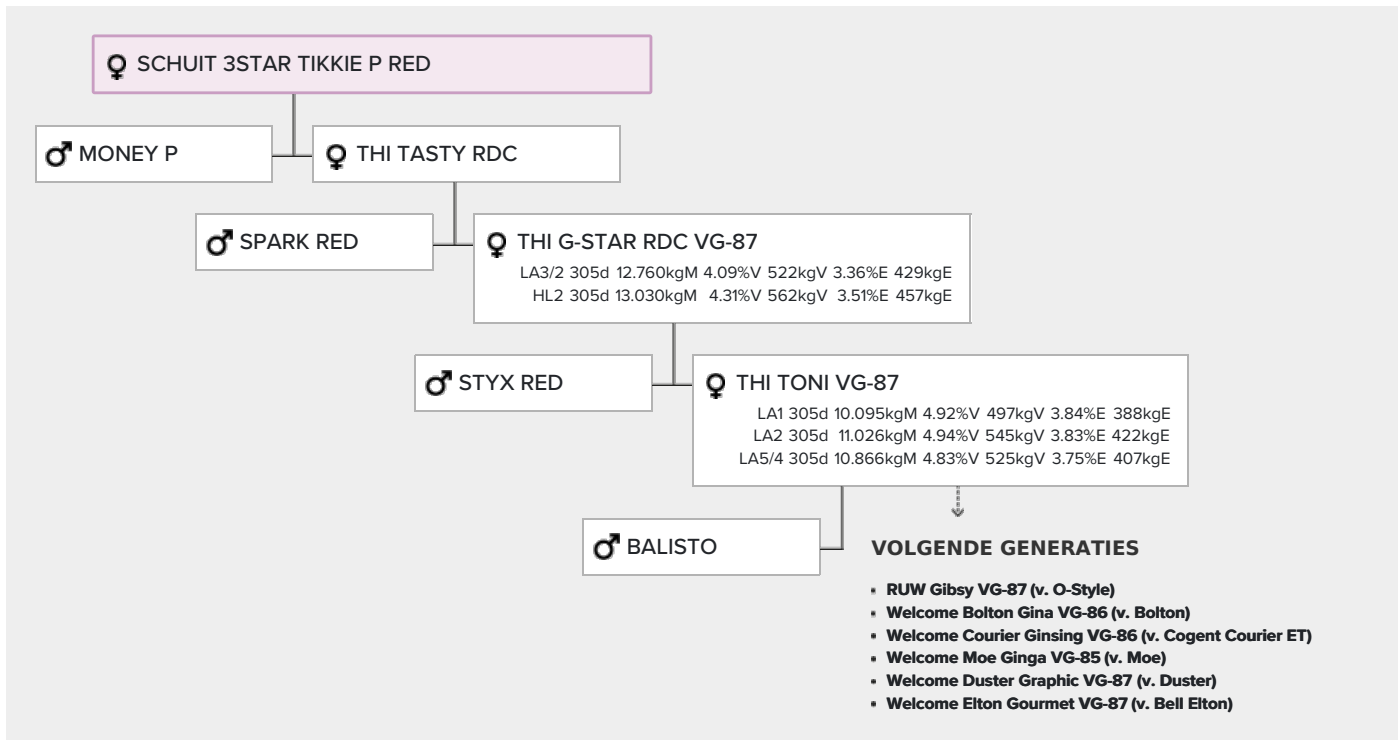 SCHUIT 3STAR TIKKIE P RED
MONEY P
THI TASTY RDC
SPARK RED
THI G-STAR RDC VG-87
LA3/2 305d 12.760kgM 4.09%V 522kgV 3.36%E 429kgE
HL2 305d 13.030kgM 4.31%V 562kgV 3.51%E 457kgE
STYX RED
THI TONI VG-87
LA1 305d 10.095kgM 4.92%V 497kgV 3.84%E 388kgE
LA2 305d 11.026kgM 4.94%V 545kgV 3.83%E 422kgE
LA5/4 305d 10.866kgM 4.83%V 525kgV 3.75%E 407kgE
BALISTO
VOLGENDE GENERATIES
• RUW Gibsy VG-87 (v. O-Style)
• Welcome Bolton Gina VG-86 (v. Bolton)
• Welcome Courier Ginsing VG-86 (v. Cogent Courier ET)
• Welcome Moe Ginga VG-85 (v. Moe)
• Welcome Duster Graphic VG-87 (v. Duster)
• Welcome Elton Gourmet VG-87 (v. Bell Elton)